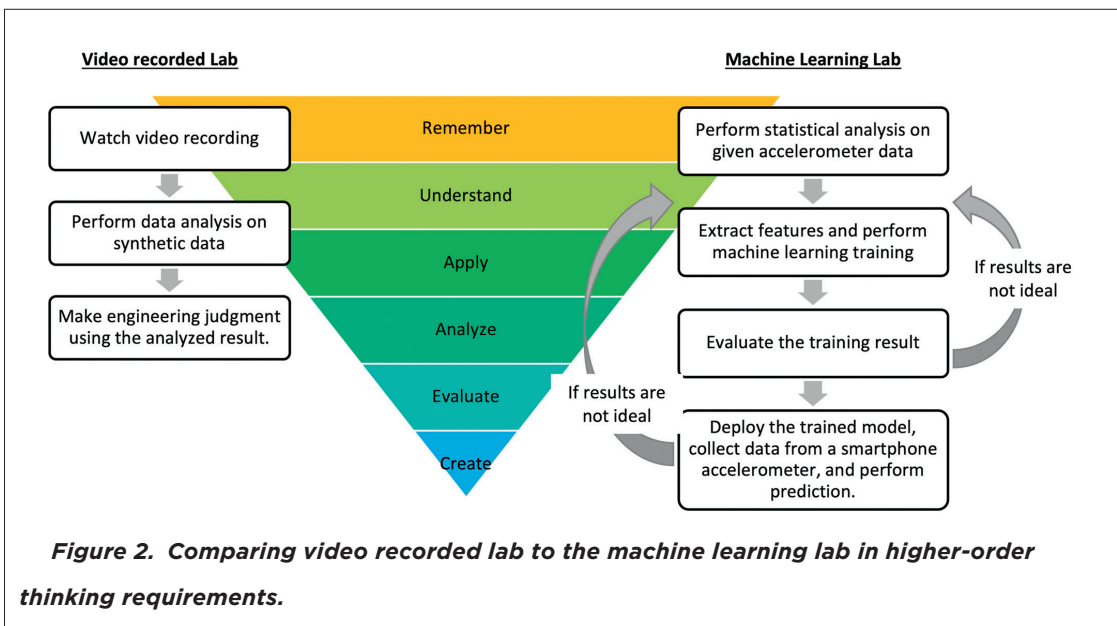 Video recorded Lab
Watch video recording
Perform data analysis on
synthetic data
Make engineering judgment
using the analyzed result.
Remember
Understand
Apply
Analyze
Evaluate
Create
Machine Learning Lab
Perform statistical analysis on
given accelerometer data
Extract features and perform
machine learning training
Evaluate the training result
Deploy the trained model,
collect data from a smartphone
accelerometer, and perform
prediction.
If results are
not ideal
If results are
not ideal
Figure 2. Comparing video recorded lab to the machine learning lab in higher-order
thinking requirements.